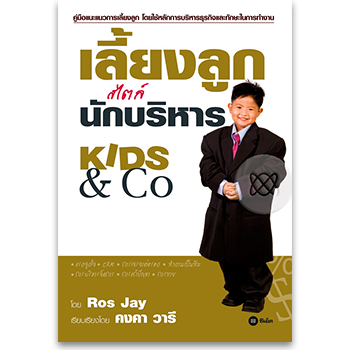 คู่มือแนะแนวการเลี้ยงลูก โดยใช้หลักการบริหารธุรกิจและทักษะในการทำงาน
เลี้ยงลูก
สไตล์
นักบริหาร
KIDS
& Co
โดย Ros Jay
เรียบเรียงโดย คงคา วารี